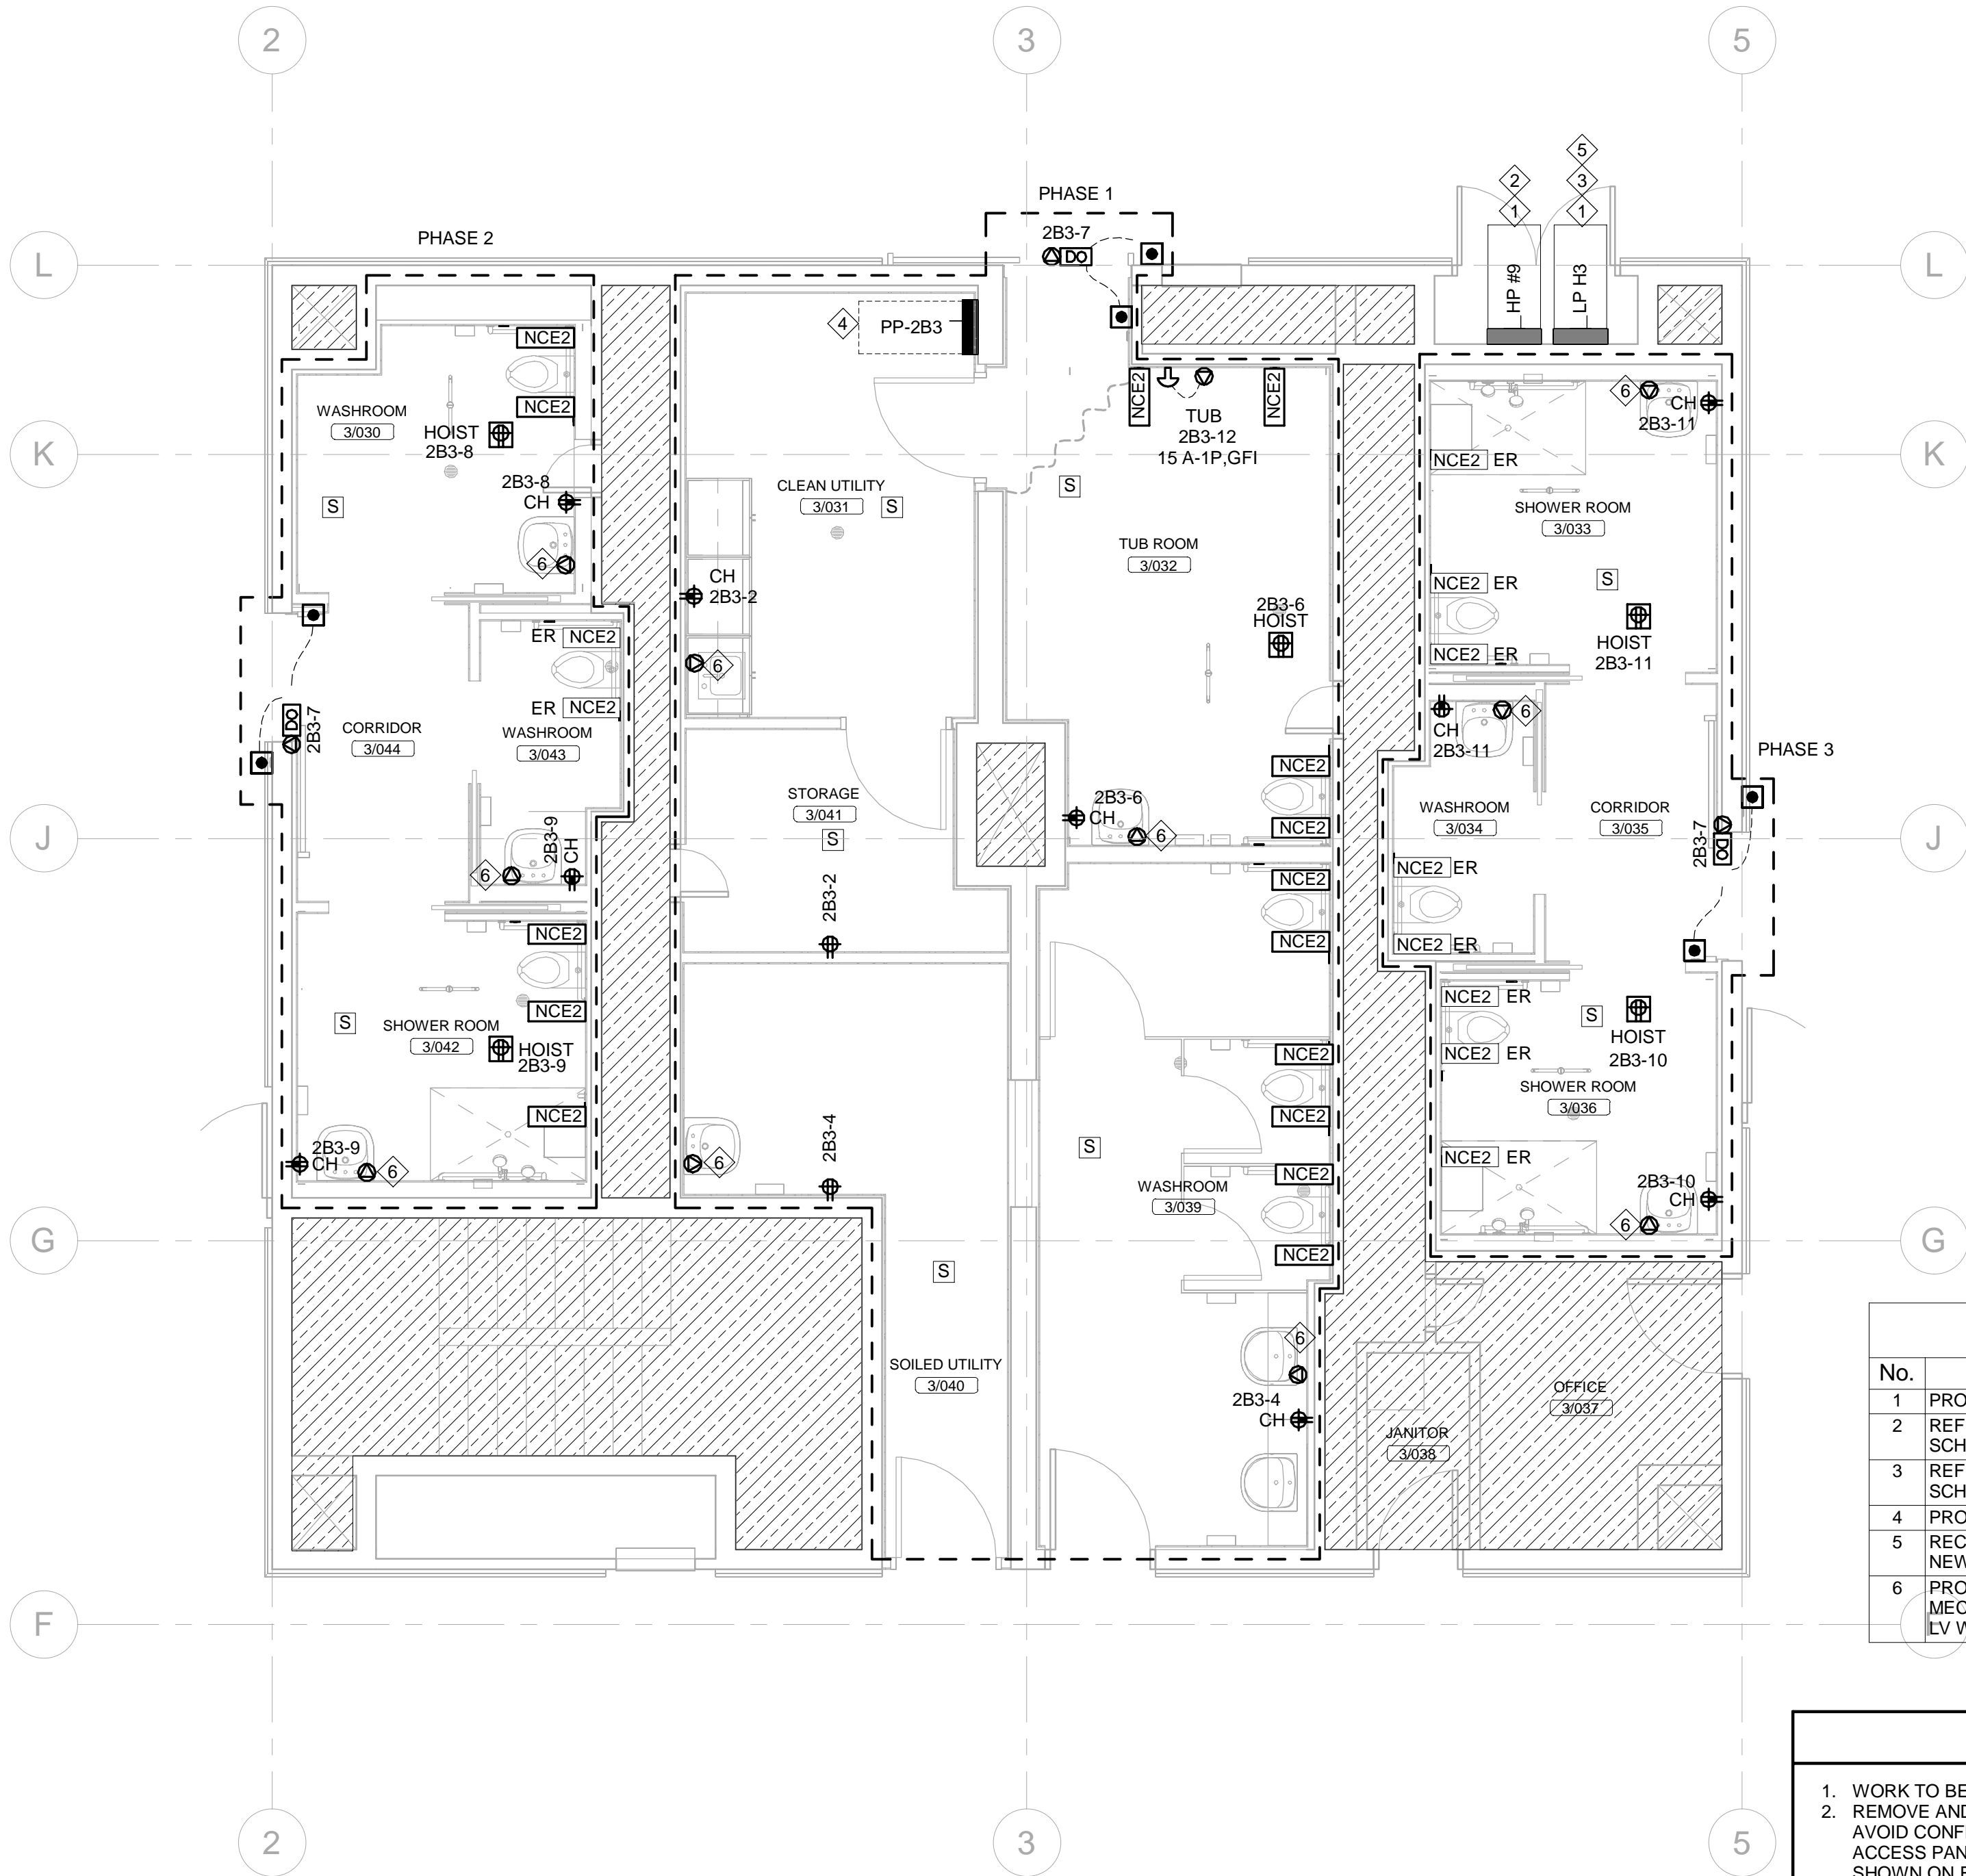 2
3
5
PHASE 1
PHASE 2
2B3-7
DO
5
2
3
1
1
L
L
HP #9
LP H3
NCE2
4
PP-2B3
NCE2
WASHROOM
3/030
HOIST
2B3-8
NCE2
NCE2
TUB
2B3-12
15 A-1P,GFI
6
CH
2B3-11
K
K
NCE2 ER
2B3-8
CH
S
CLEAN UTILITY
3/031
S
S
SHOWER ROOM
3/033
6
TUB ROOM
3/032
CH
2B3-2
S
NCE2 ER
2B3-6
HOIST
ER NCE2
6
NCE2 ER
HOIST
2B3-11
ER NCE2
DO
2B3-7
CORRIDOR
3/044
WASHROOM
3/043
CH
2B3-11
6
PHASE 3
NCE2
STORAGE
3/041
S
2B3-6
CH
6
NCE2
WASHROOM
3/034
CORRIDOR
3/035
2B3-7
DO
J
J
2B3-9
CH
6
2B3-2
NCE2
NCE2 ER
NCE2
NCE2
NCE2 ER
NCE2
S
SHOWER ROOM
3/042
HOIST
2B3-9
NCE2 ER
S
HOIST
2B3-10
NCE2
NCE2 ER
SHOWER ROOM
3/036
NCE2
NCE2
2B3-9
CH
6
6
2B3-4
S
NCE2 ER
NCE2
WASHROOM
3/039
2B3-10
CH
6
G
G
NCE2
S
SOILED UTILITY
3/040
6
2B3-4
CH
OFFICE
3/037
JANITOR
3/038
No.
1 PRO
2 REF
SCH
3 REF
SCH
4 PRO
5 REC
NEW
6 PRO
MEC
LV W
F
F
2
3
5
1. WORK TO BE
2. REMOVE AND
AVOID CONF
ACCESS PAN